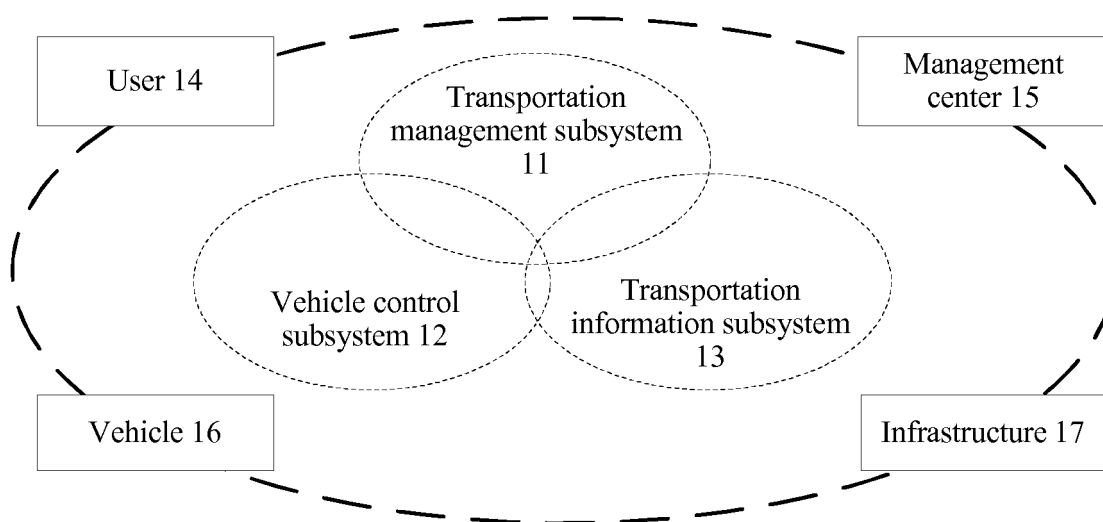 User 14
Management
center 15
Transportation
management subsystem
11
Vehicle control
subsystem 12
Transportation
information subsystem
13
Vehicle 16
Infrastructure 17